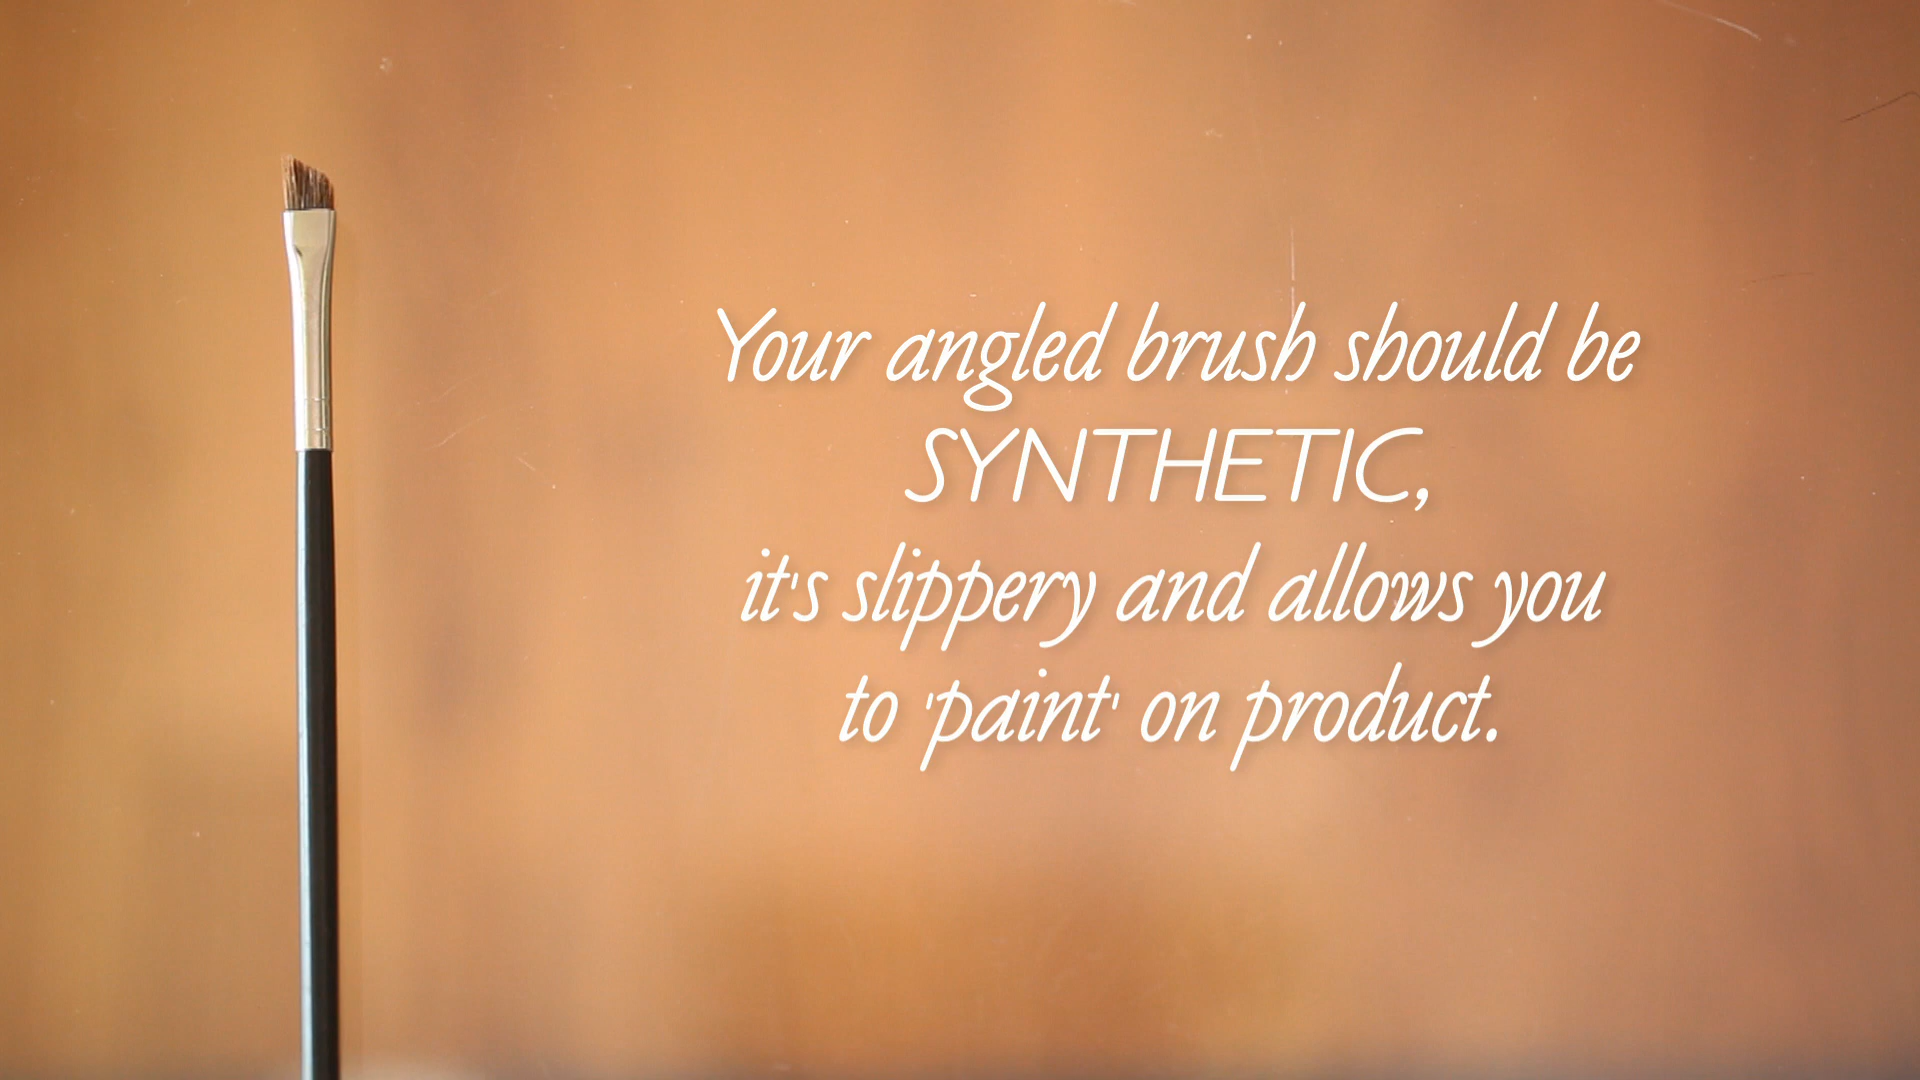 Your angled brush should be
SYNTHETIC,
it's slippery and allows you
to 'paint' on product.